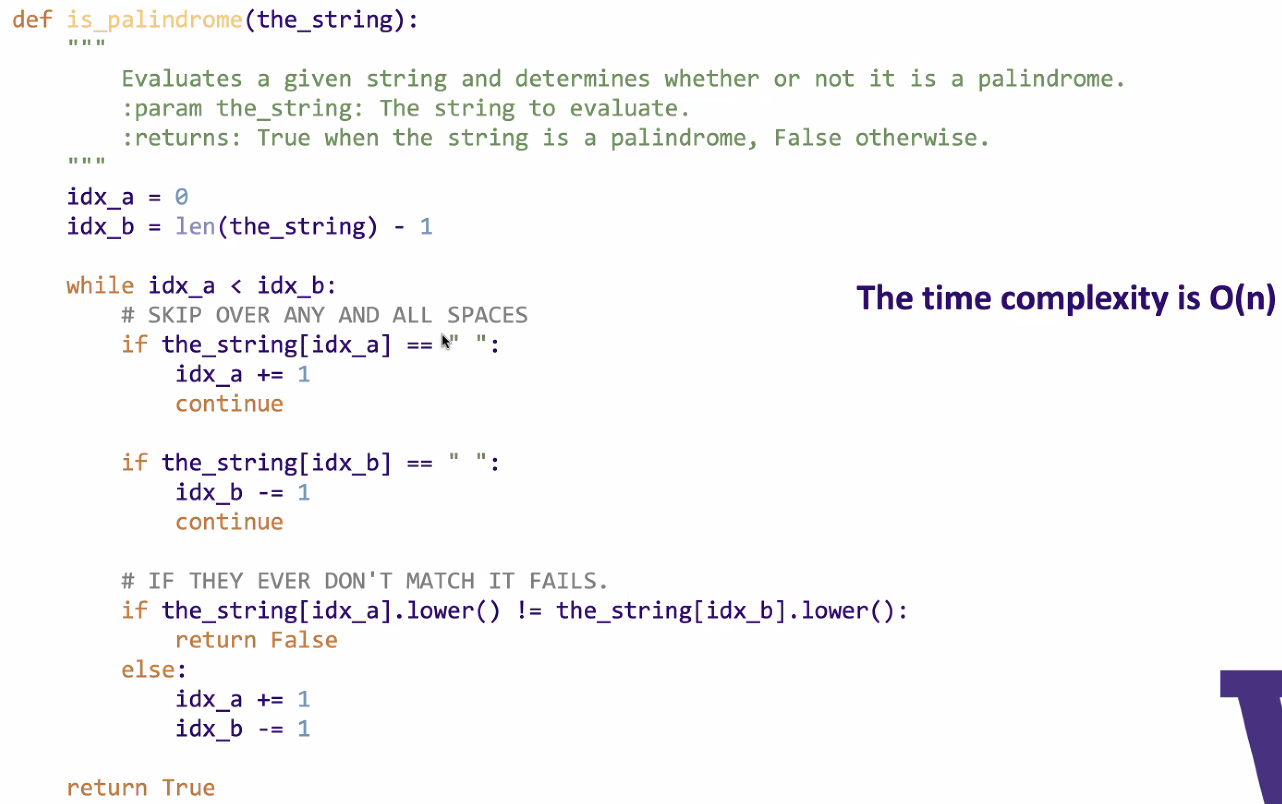 def is_palindrome(the_string):
    """
        Evaluates a given string and determines whether or not it is a palindrome.
        :param the_string: The string to evaluate.
        :returns: True when the string is a palindrome, False otherwise.
    """
    idx_a = 0
    idx_b = len(the_string) - 1
    while idx_a < idx_b:
The time complexity is O(n)
        # SKIP OVER ANY AND ALL SPACES
        if the_string[idx_a] == " ":
            idx_a += 1
            continue
        if the_string[idx_b] == " ":
            idx_b -= 1
            continue
        # IF THEY EVER DON'T MATCH IT FAILS.
        if the_string[idx_a].lower() != the_string[idx_b].lower():
            return False
        else:
            idx_a += 1
            idx_b -= 1
    return True